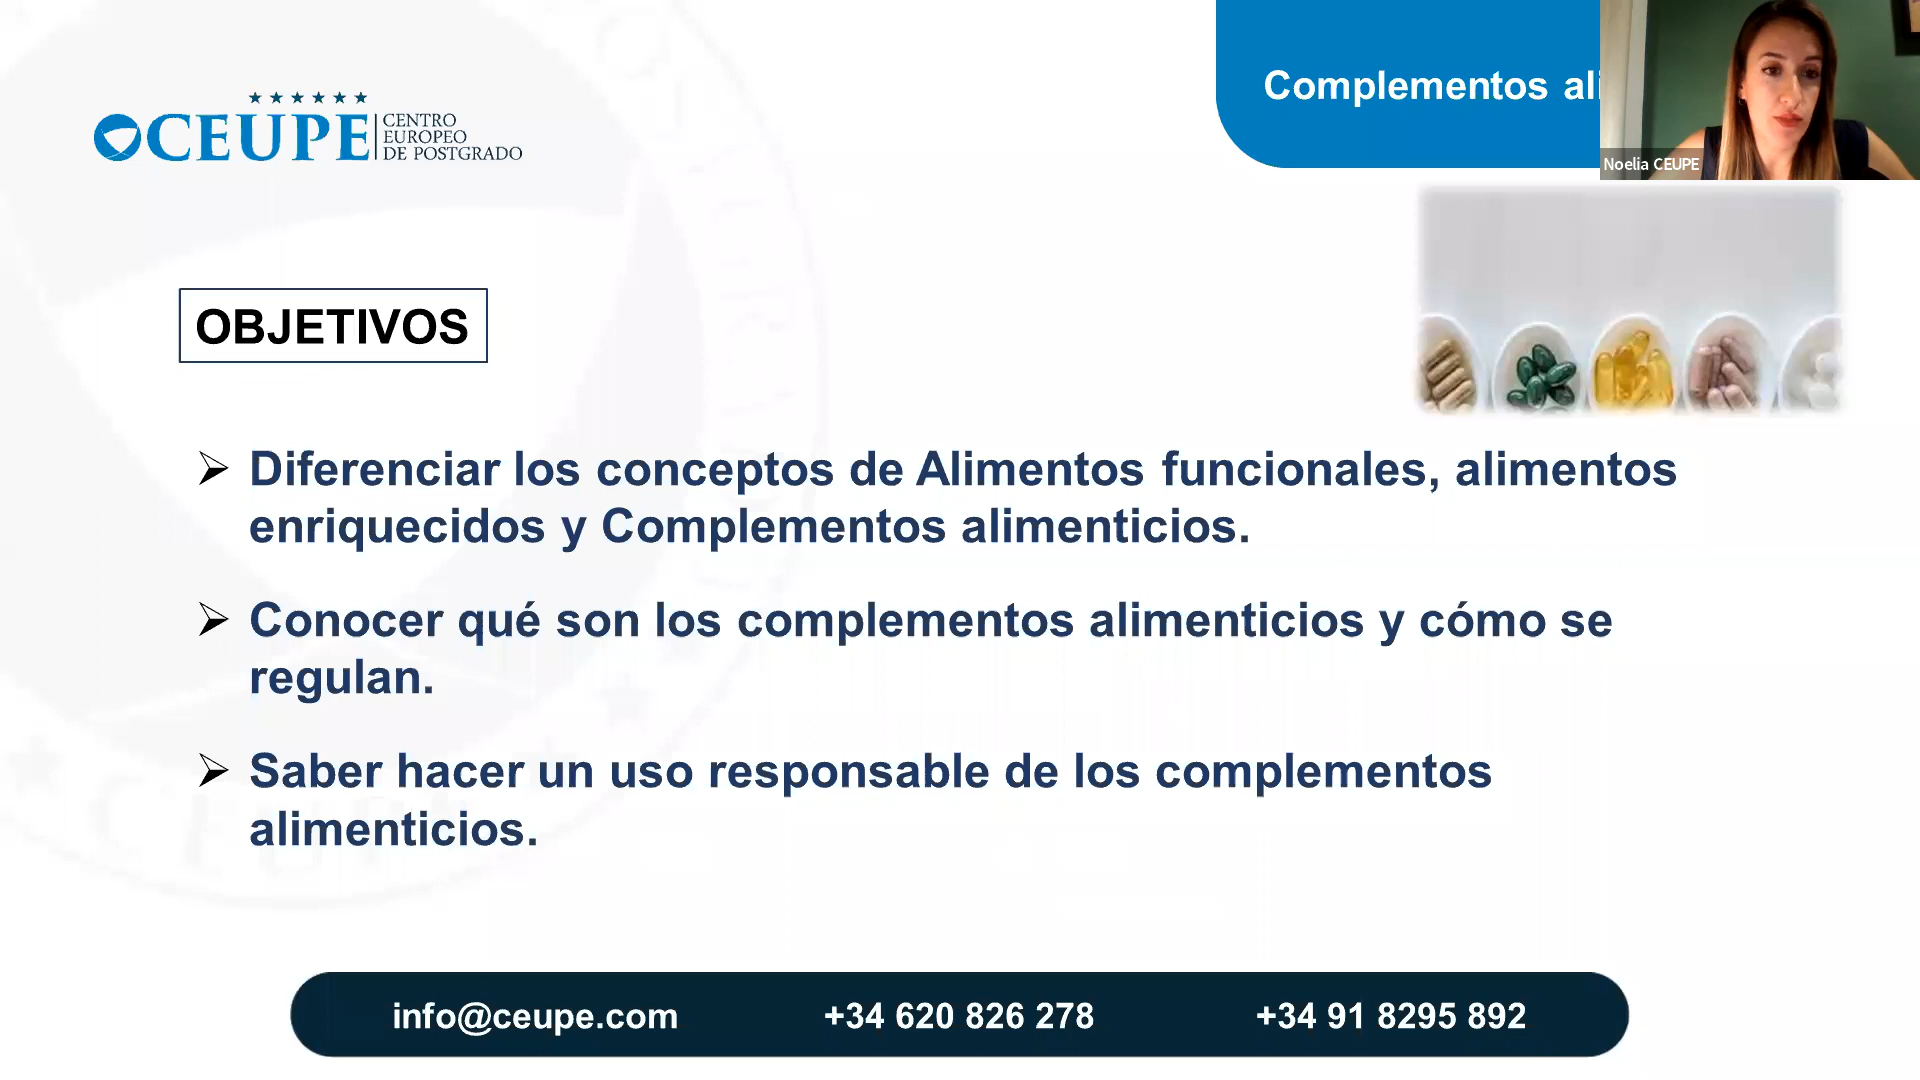 CEUPE
CENTRO
EUROPEO
DE POSTGRADO
Complementos ali
Noelia CEUPE
OBJETIVOS
Diferenciar los conceptos de Alimentos funcionales, alimentos
enriquecidos y Complementos alimenticios.
Conocer qué son los complementos alimenticios y cómo se
regulan.
Saber hacer un uso responsable de los complementos
alimenticios.
info@ceupe.com
+34 620 826 278
+34 91 8295 892